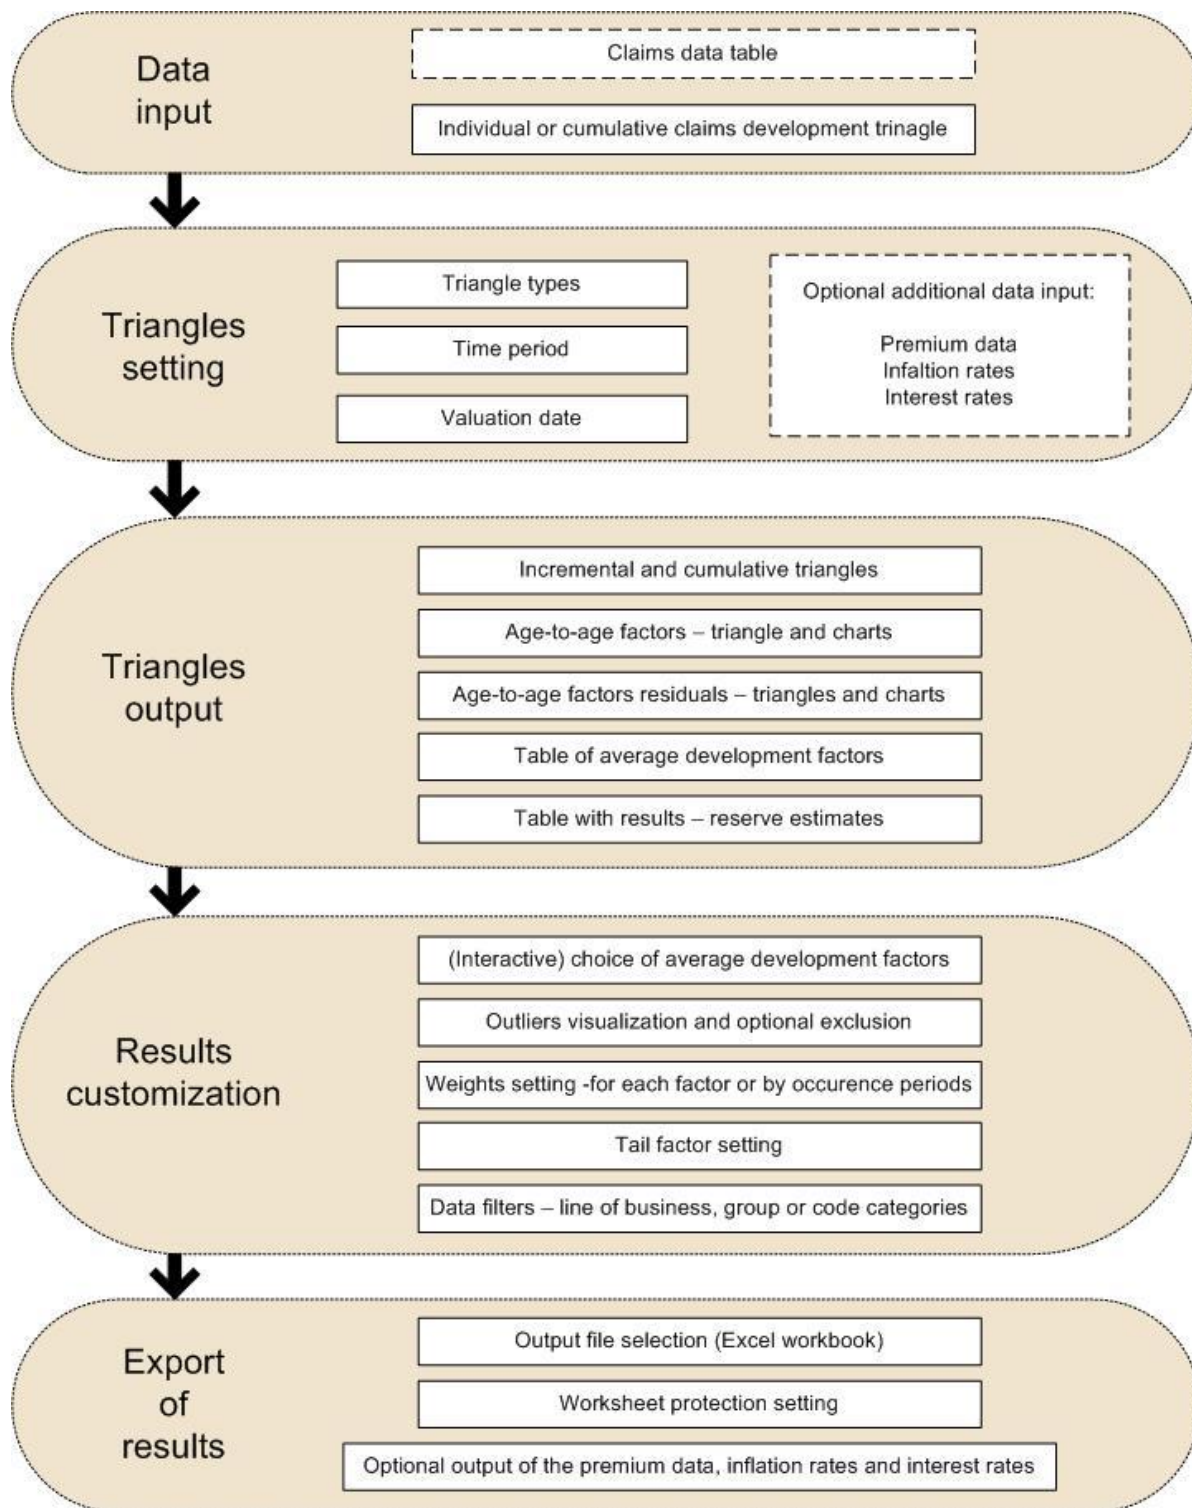 Data
input
Claims data table
Individual or cumulative claims development trinagle
Triangles
setting
Triangle types
Time period
Valuation date
Optional additional data input:
Premium data
Infaltion rates
Interest rates
Triangles
output
Incremental and cumulative triangles
Age-to-age factors – triangle and charts
Age-to-age factors residuals – triangles and charts
Table of average development factors
Table with results – reserve estimates
Results
customization
(Interactive) choice of average development factors
Outliers visualization and optional exclusion
Weights setting -for each factor or by occurence periods
Tail factor setting
Data filters – line of business, group or code categories
Export
of
results
Output file selection (Excel workbook)
Worksheet protection setting
Optional output of the premium data, inflation rates and interest rates